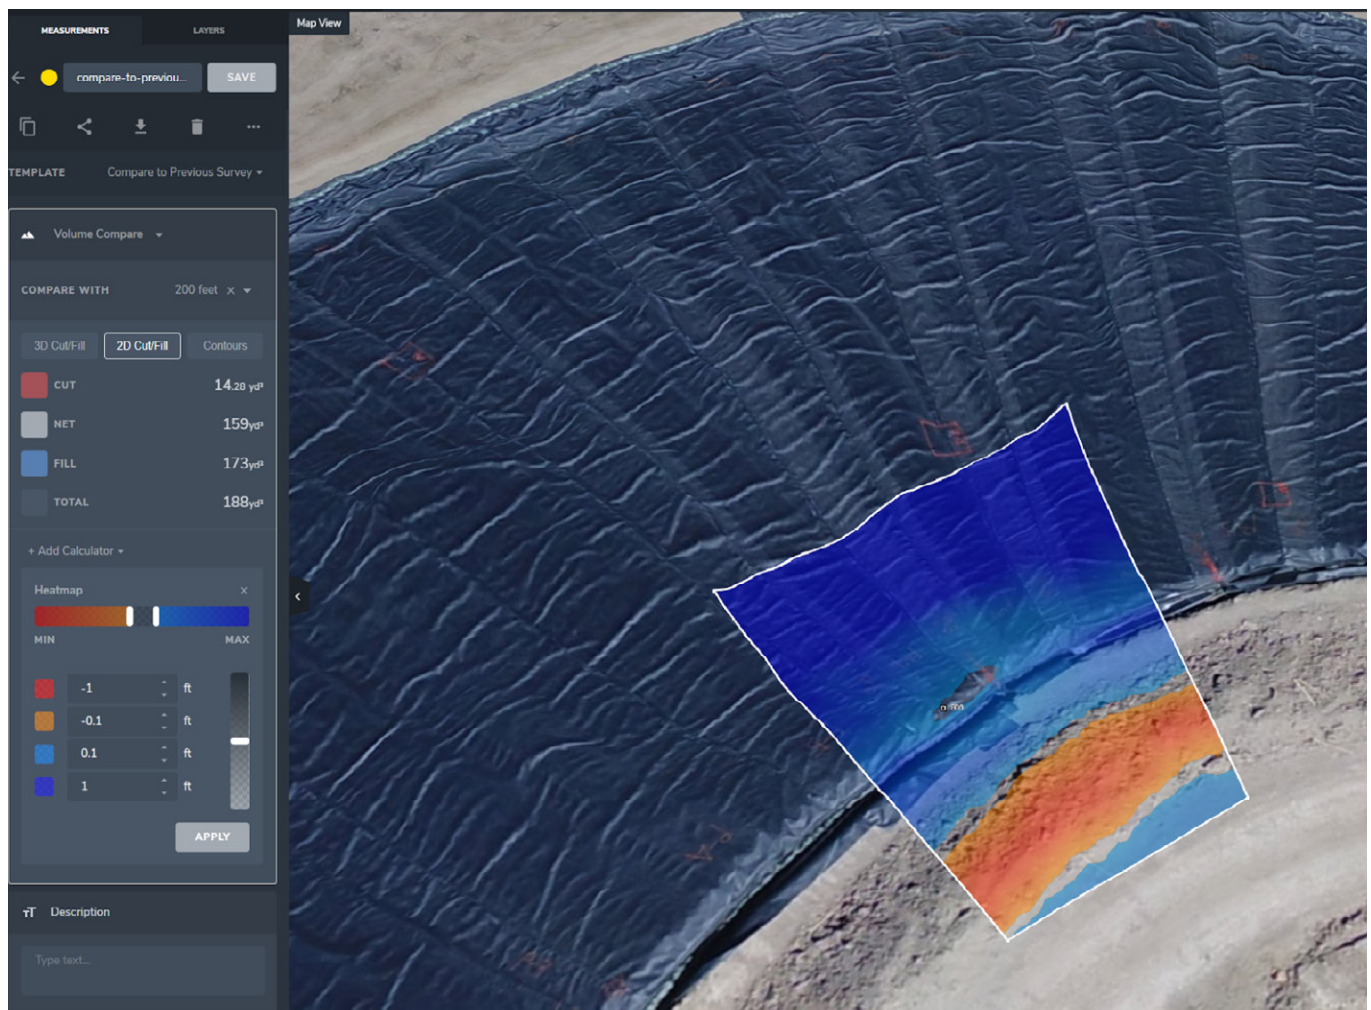 MEASUREMENTS
LAYERS
Map View
compare-to-previou...
SAVE
TEMPLATE
Compare to Previous Survey
Volume Compare
COMPARE WITH
200 feet x
3D Cut/Fill
2D Cut/Fill
Contours
CUT
14.28 yd³
NET
159yd³
FILL
173yd³
TOTAL
188yd³
+ Add Calculator
Heatmap
x
MIN
MAX
-1
ft
-0.1
ft
0.1
ft
1
ft
APPLY
Description
Type text...